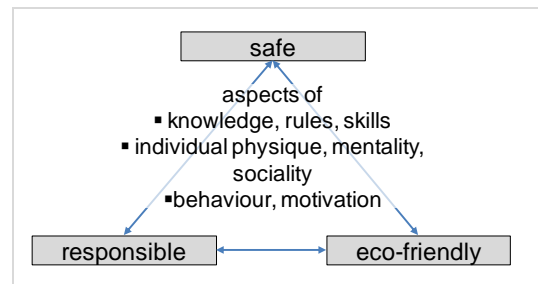 safe
aspects of
▪ knowledge, rules, skills
▪ individual physique, mentality,
sociality
▪behaviour, motivation
responsible
eco-friendly